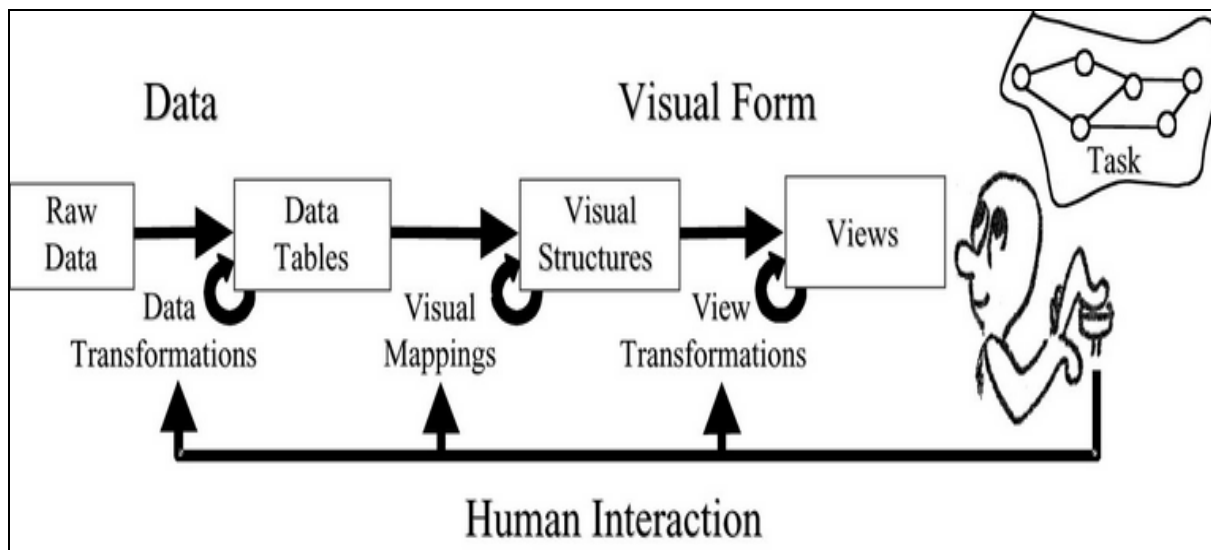 Data
Visual Form
Task
Raw
Data
Data
Tables
Visual
Structures
Views
Data
Transformations
Visual
Mappings
View
Transformations
Human Interaction